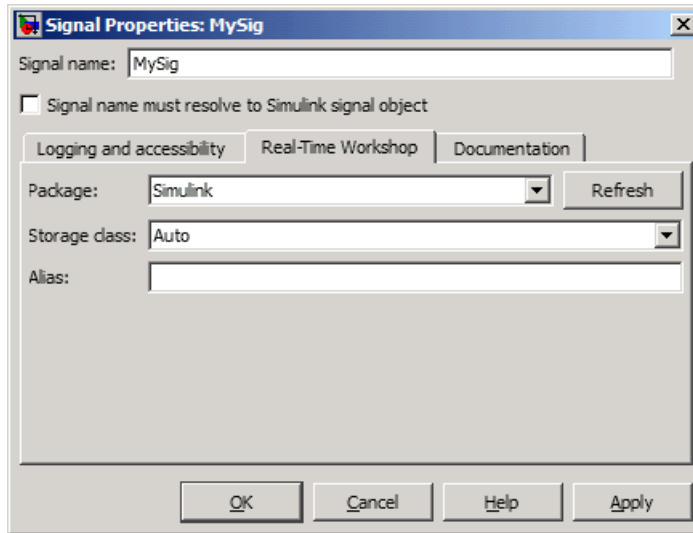 Signal Properties: MySig
Signal name: MySig
Signal name must resolve to Simulink signal object
Logging and accessibility Real-Time Workshop Documentation
Package: Simulink Refresh
Storage class: Auto
Alias:
OK Cancel Help Apply